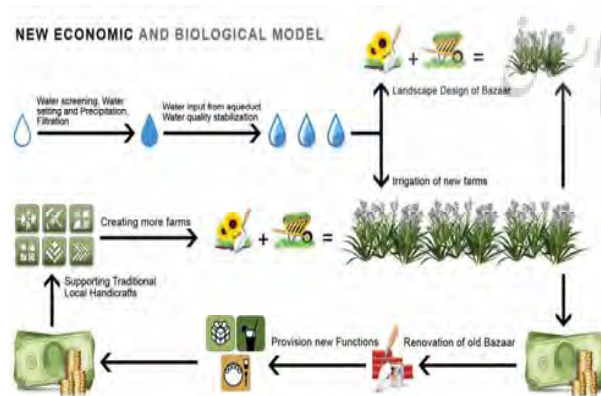 NEW ECONOMIC AND BIOLOGICAL MODEL
+ =
Landscape Design of Bazaar
Water screening, Water
setting and Precipitation,
Filtration
Water input from aqueduct
Water quality stabilization
Irrigation of new farms
Creating more farms
+ =
Supporting Traditional
Local Handicrafts
Provision new Functions
Renovation of old Bazaar